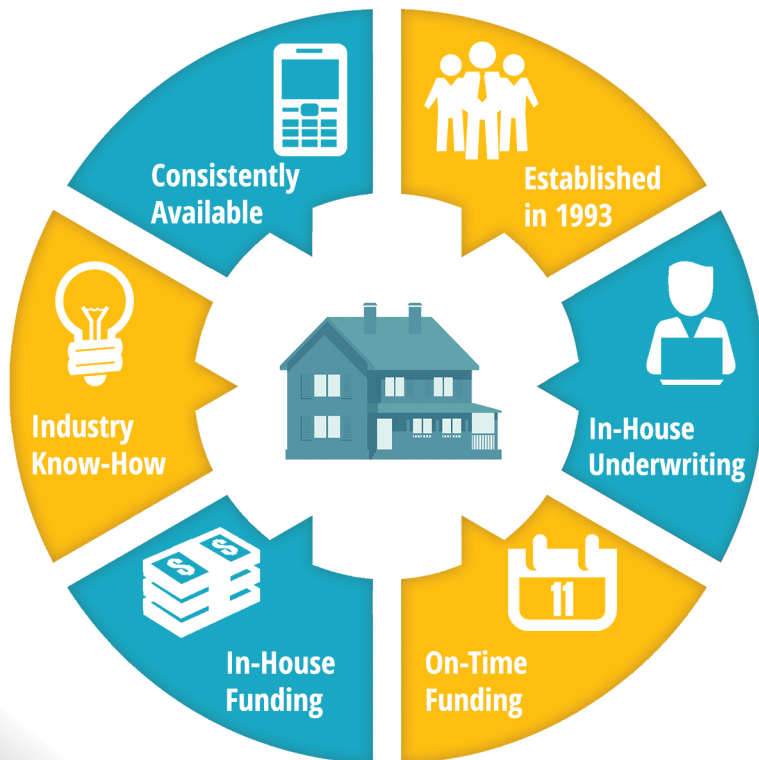 Consistently
Available
Established
in 1993
Industry
Know-How
In-House
Underwriting
$
$
11
In-House
Funding
On-Time
Funding